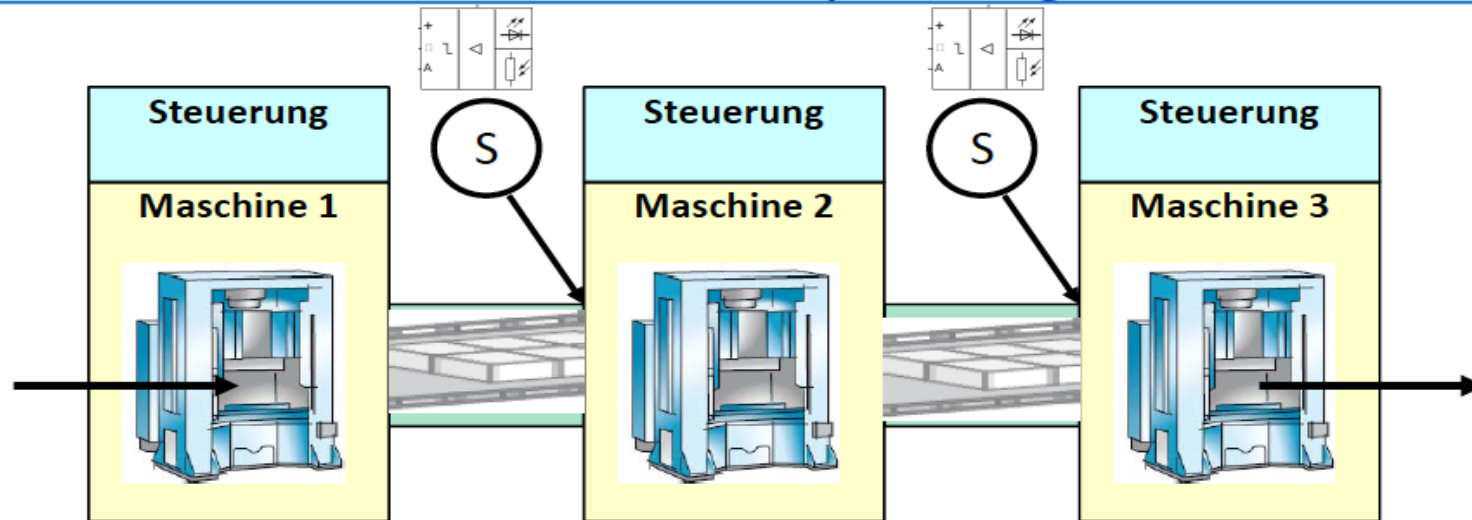 +
A
+
A
Steuerung
S
Steuerung
S
Steuerung
Maschine 1
Maschine 2
Maschine 3